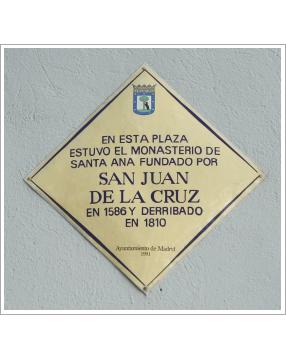 EN ESTA PLAZA
ESTUVO EL MONASTERIO DE
SANTA ANA FUNDADO POR
SAN JUAN
DE LA CRUZ
EN 1586 Y DERRIBADO
EN 1810
Ayuntamiento de Madrid
1991